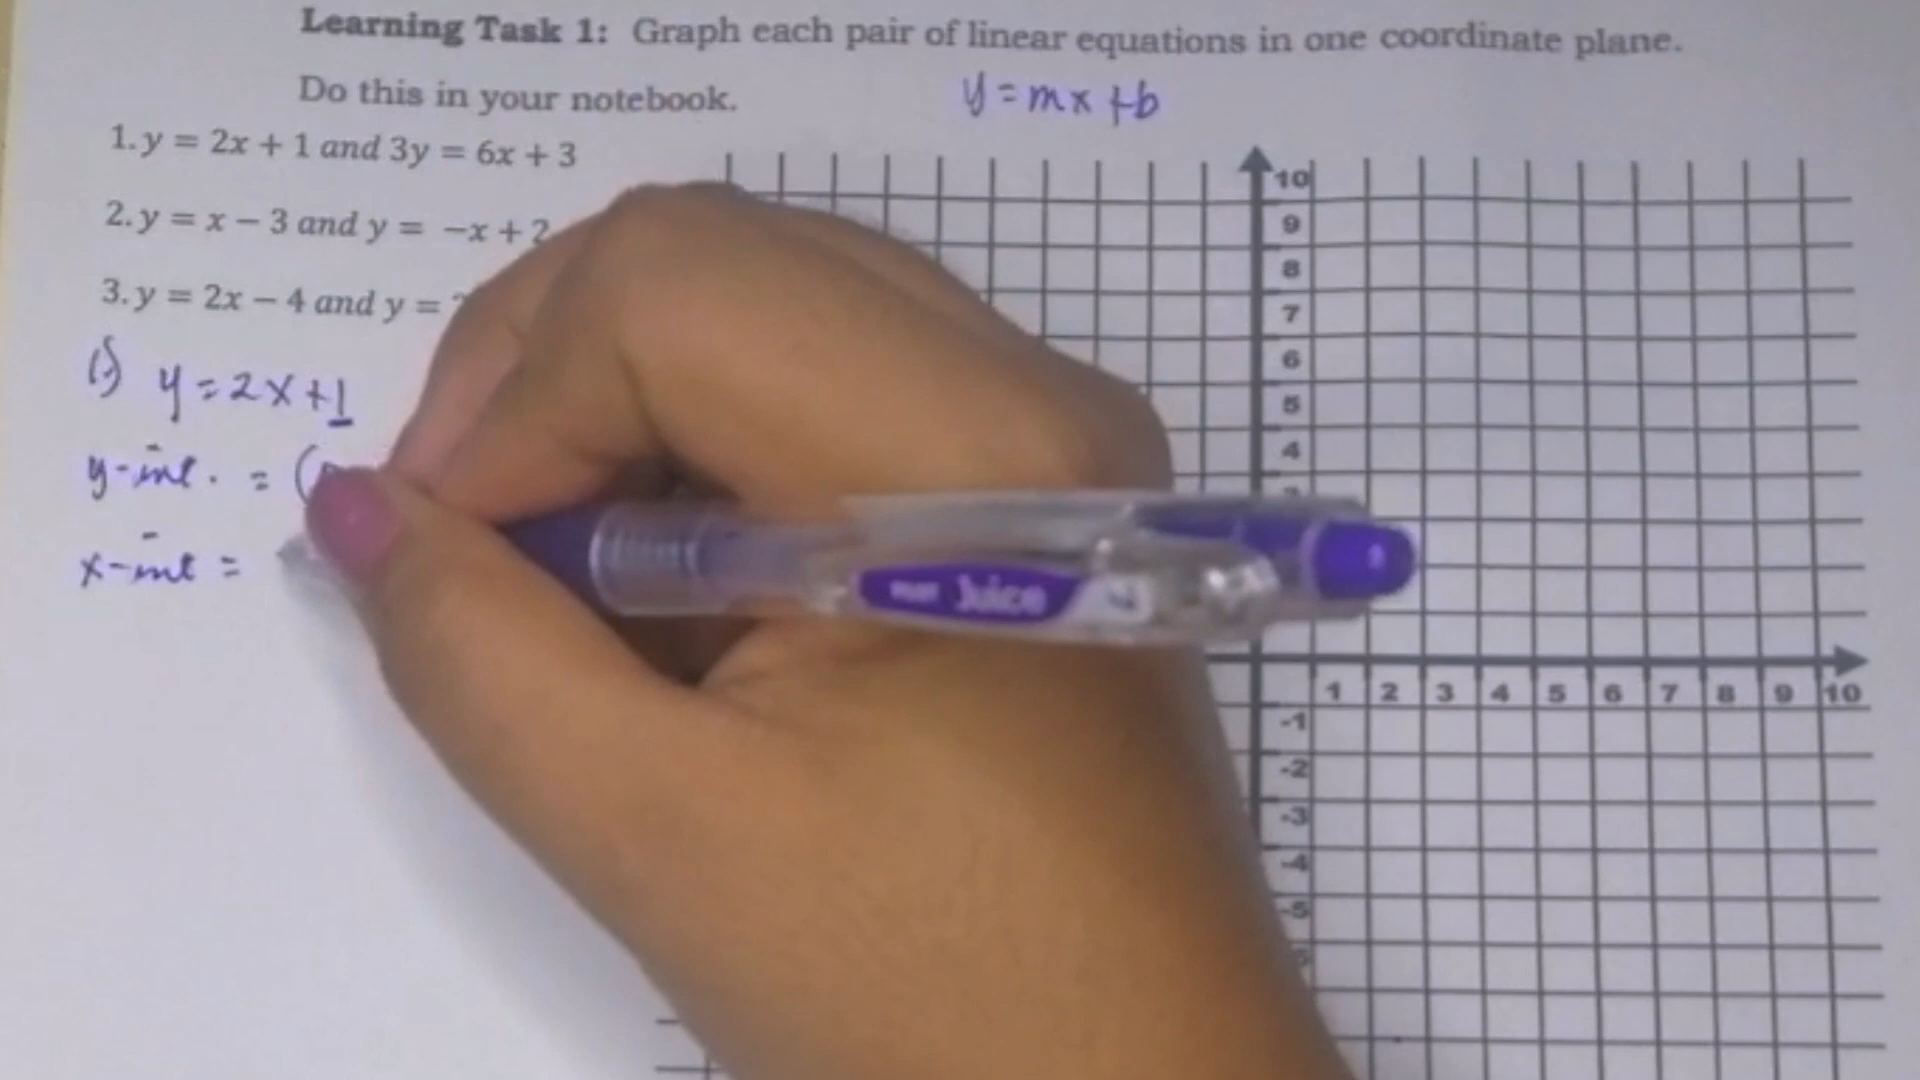 Learning Task 1: Graph each pair of linear equations in one coordinate plane.
Do this in your notebook.
y = mx + b
1. y = 2x + 1 and 3y = 6x + 3
2. y = x − 3 and y = −x + 2
3. y = 2x − 4 and y =
1) y = 2x + 1
y-int. = (
x-int =
Juice
10
9
8
7
6
5
4
1 2 3 4 5 6 7 8 9 10
-1
-2
-3
-4
-5